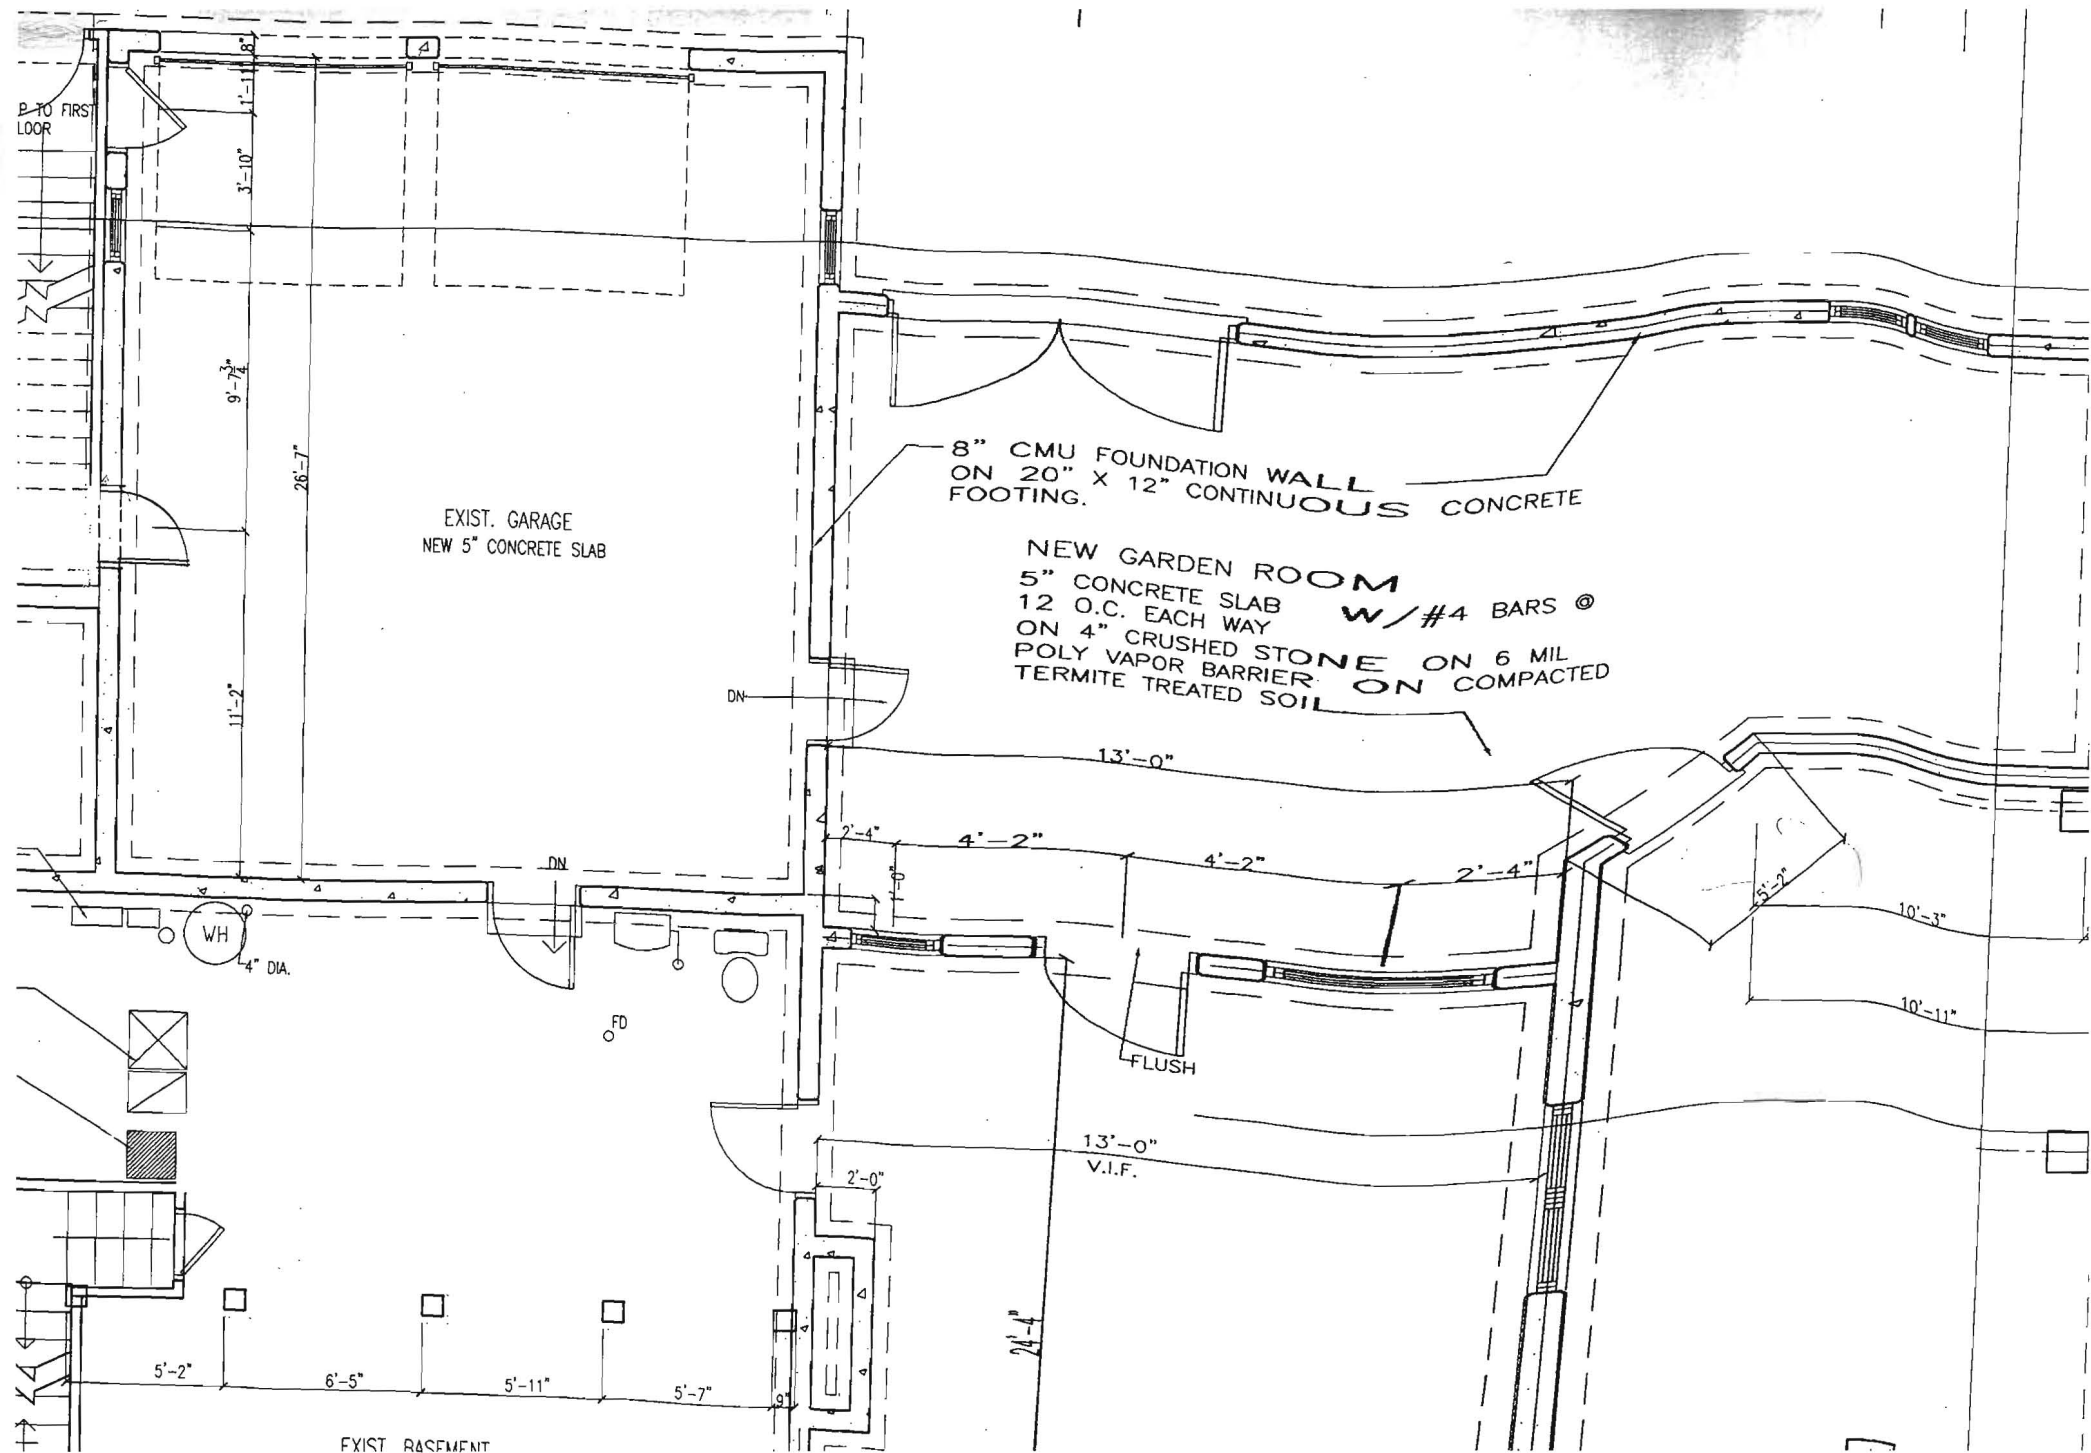 8"
1'-11"
P TO FIRST
LOOR
3'-10"
9'-7 3/4"
26'-7"
11'-2"
EXIST. GARAGE
NEW 5" CONCRETE SLAB
8" CMU FOUNDATION WALL
ON 20" X 12" CONTINUOUS CONCRETE
FOOTING.
NEW GARDEN ROOM
5" CONCRETE SLAB W/#4 BARS @
12 O.C. EACH WAY
ON 4" CRUSHED STONE ON 6 MIL
POLY VAPOR BARRIER ON COMPACTED
TERMITE TREATED SOIL
DN
13'-0"
2'-4"
4'-2"
4'-2"
2'-4"
1'-0"
5'-2"
10'-3"
10'-11"
DN
WH
4" DIA.
FD
FLUSH
13'-0"
V.I.F.
2'-0"
24'-4"
5'-2"
6'-5"
5'-11"
5'-7"
9"
EXIST. BASEMENT